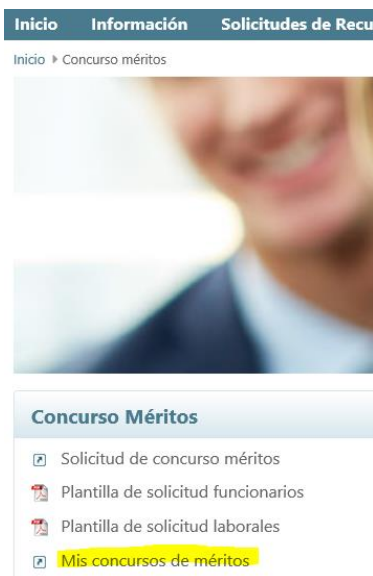 Inicio Información Solicitudes de Recu
Inicio Concurso méritos
Concurso Méritos
Solicitud de concurso méritos
Plantilla de solicitud funcionarios
Plantilla de solicitud laborales
Mis concursos de méritos